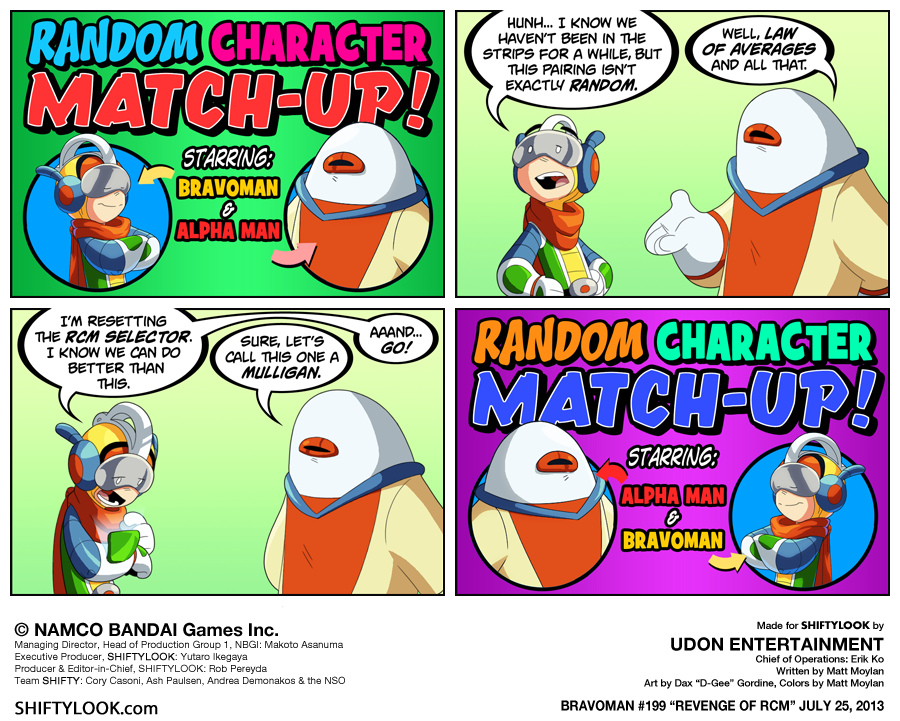 RANDOM CHARACTER
MATCH-UP!
STARRING:
BRAVOMAN
&
ALPHA MAN
HUNH... I KNOW WE
HAVEN'T BEEN IN THE
STRIPS FOR A WHILE, BUT
THIS PAIRING ISN'T
EXACTLY RANDOM.
WELL, LAW
OF AVERAGES
AND ALL THAT.
I'M RESETTING
THE RCM SELECTOR.
I KNOW WE CAN DO
BETTER THAN
THIS.
SURE, LET'S
CALL THIS ONE A
MULLIGAN.
AAAND...
GO!
RANDOM CHARACTER
MATCH-UP!
STARRING:
ALPHA MAN
&
BRAVOMAN
© NAMCO BANDAI Games Inc.
Managing Director, Head of Production Group 1, NBGI: Makoto Asanuma
Executive Producer, SHIFTYLOOK: Yutaro Ikegaya
Producer & Editor-in-Chief, SHIFTYLOOK: Rob Pereyda
Team SHIFTY: Cory Casoni, Ash Paulsen, Andrea Demonakos & the NSO
SHIFTYLOOK.com
Made for SHIFTYLOOK by
UDON ENTERTAINMENT
Chief of Operations: Erik Ko
Written by Matt Moylan
Art by Dax "D-Gee" Gordine, Colors by Matt Moylan
BRAVOMAN #199 "REVENGE OF RCM" JULY 25, 2013